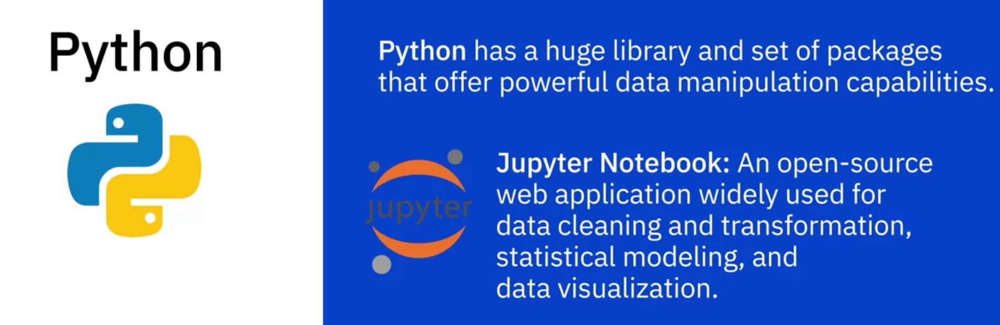 Python
Python has a huge library and set of packages
that offer powerful data manipulation capabilities.
jupyter
Jupyter Notebook: An open-source
web application widely used for
data cleaning and transformation,
statistical modeling, and
data visualization.